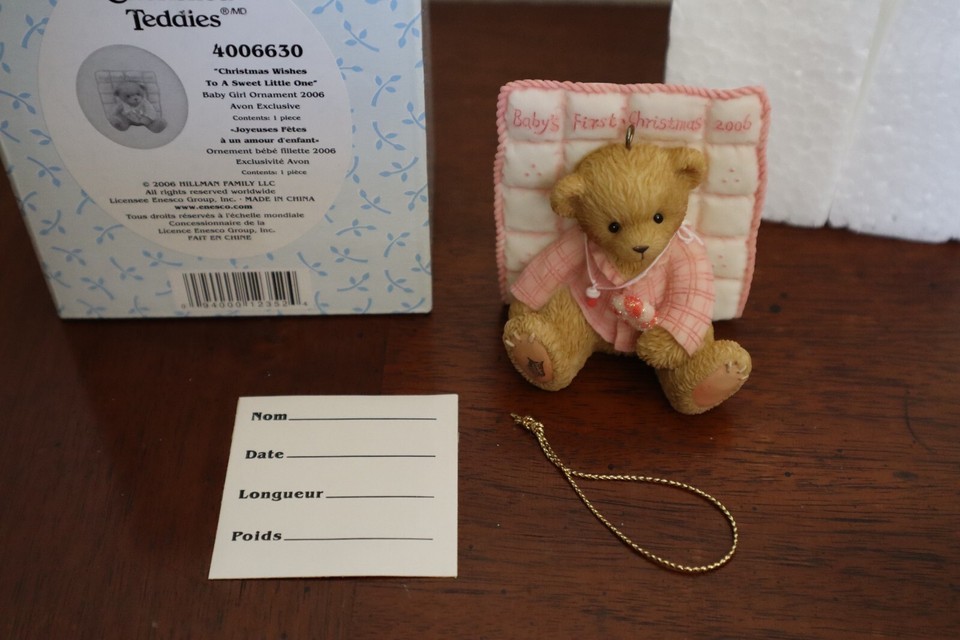 Teddies®/MD
4006630
"Christmas Wishes
To A Sweet Little One"
Baby Girl Ornament 2006
Avon Exclusive
Contents: 1 piece
«Joyeuses Fêtes
à un amour d'enfant»
Ornement bébé fillette 2006
Exclusivité Avon
Contenu: 1 pièce
© 2006 HILLMAN FAMILY LLC
All rights reserved worldwide
Licensee Enesco Group, Inc. · MADE IN CHINA
www.enesco.com
Tous droits réservés à l'échelle mondiale
Concessionnaire de la
Licence Enesco Group, Inc.
FAIT EN CHINE
Baby's First Christmas 2006
Nom
Date
Longueur
Poids